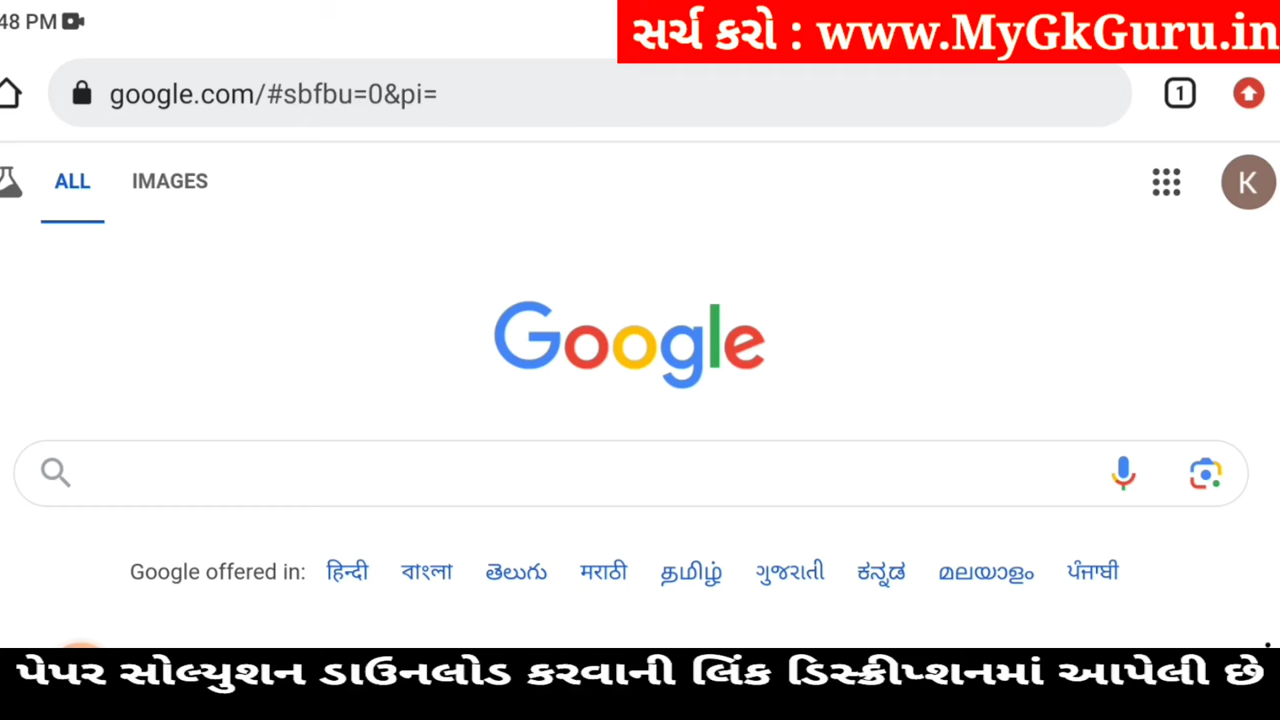 48 PM
સર્ચ કરો : www.MyGkGuru.in
google.com/#sbfbu=0&pi=
1
ALL IMAGES
K
Google
Google offered in: हिन्दी বাংলা తెలుగు मराठी தமிழ் ગુજરાતી ಕನ್ನಡ മലയാളം ਪੰਜਾਬੀ
પેપર સોલ્યુશન ડાઉનલોડ કરવાની લિંક ડિસ્ક્રીપ્શનમાં આપેલી છે